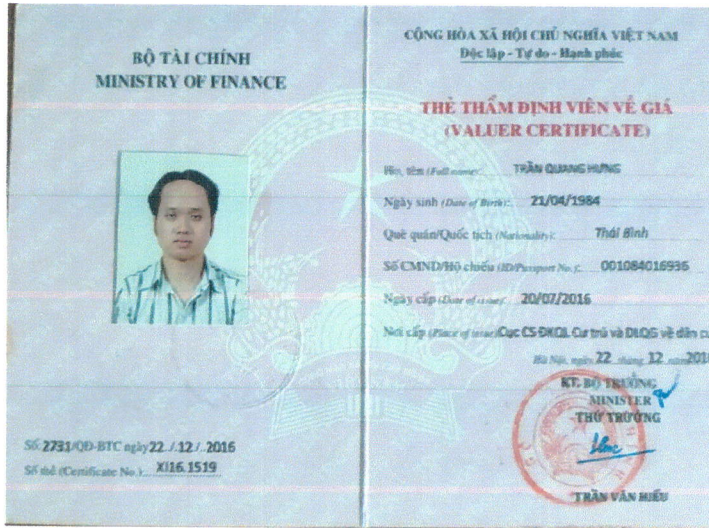 BỘ TÀI CHÍNH
MINISTRY OF FINANCE
Số: 2731/QĐ-BTC ngày 22 / 12 / 2016
Số thẻ (Certificate No.): XI16.1519
CỘNG HÒA XÃ HỘI CHỦ NGHĨA VIỆT NAM
Độc lập - Tự do - Hạnh phúc
THẺ THẨM ĐỊNH VIÊN VỀ GIÁ
(VALUER CERTIFICATE)
Họ, tên (Full name): TRẦN QUANG HƯNG
Ngày sinh (Date of Birth): 21/04/1984
Quê quán/Quốc tịch (Nationality): Thái Bình
Số CMND/Hộ chiếu (ID/Passport No.): 001084016936
Ngày cấp (Date of issue): 20/07/2016
Nơi cấp (Place of issue): Cục CS ĐKQL Cư trú và DLQG về dân cư
Hà Nội, ngày 22 tháng 12 năm 2016
KT. BỘ TRƯỞNG
MINISTER
THỨ TRƯỞNG
TRẦN VĂN HIẾU